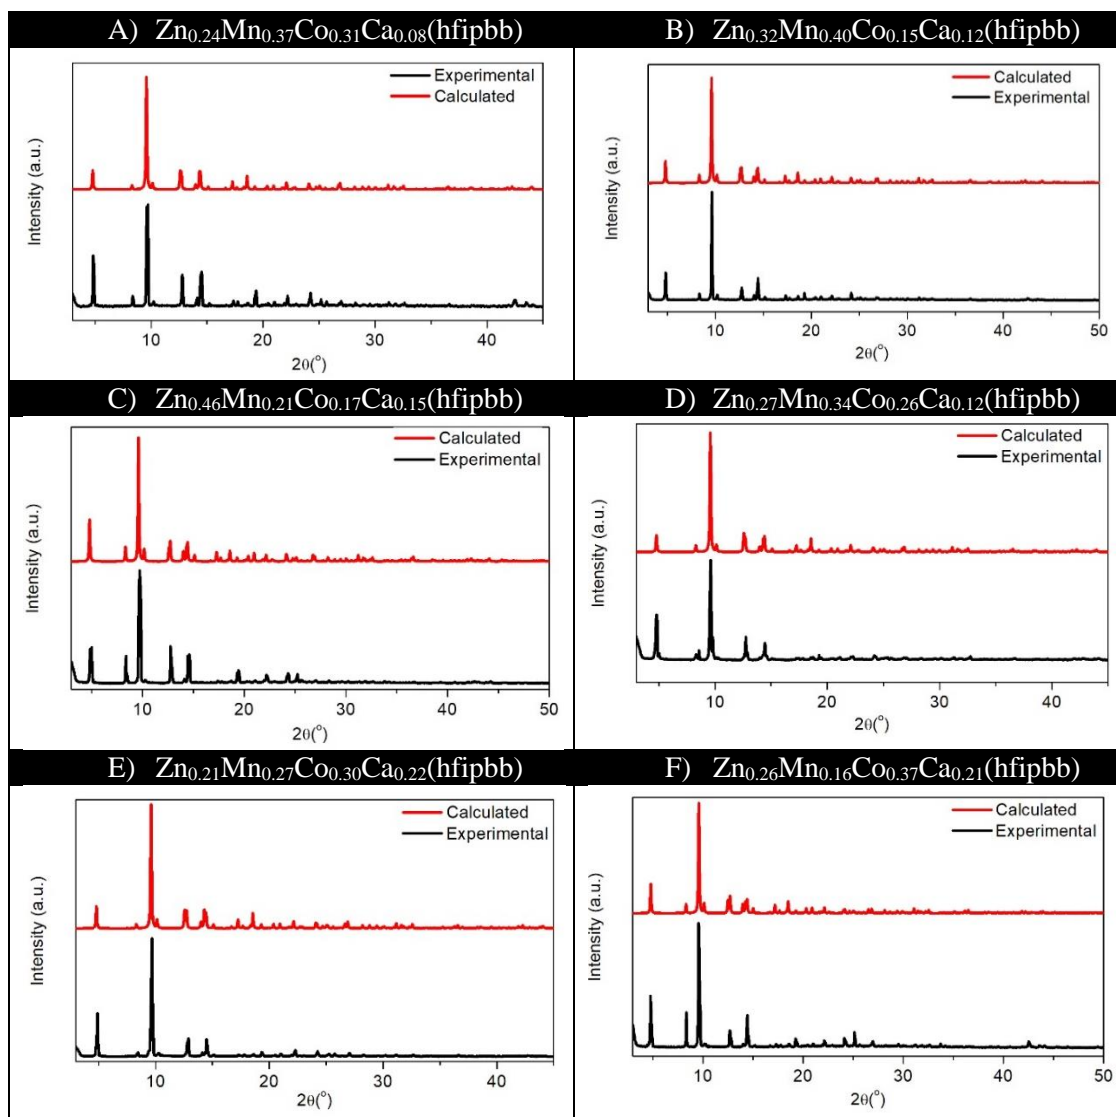 A) Zn0.24Mn0.37Co0.31Ca0.08(hfipbb)
Experimental
Calculated
Intensity (a.u.)
10 20 30 40
2θ(°)
B) Zn0.32Mn0.40Co0.15Ca0.12(hfipbb)
Calculated
Experimental
Intensity (a.u.)
10 20 30 40 50
2θ(°)
C) Zn0.46Mn0.21Co0.17Ca0.15(hfipbb)
Calculated
Experimental
Intensity (a.u.)
10 20 30 40 50
2θ(°)
D) Zn0.27Mn0.34Co0.26Ca0.12(hfipbb)
Calculated
Experimental
Intensity (a.u.)
10 20 30 40
2θ(°)
E) Zn0.21Mn0.27Co0.30Ca0.22(hfipbb)
Calculated
Experimental
Intensity (a.u.)
10 20 30 40
2θ(°)
F) Zn0.26Mn0.16Co0.37Ca0.21(hfipbb)
Calculated
Experimental
Intensity (a.u.)
10 20 30 40 50
2θ(°)